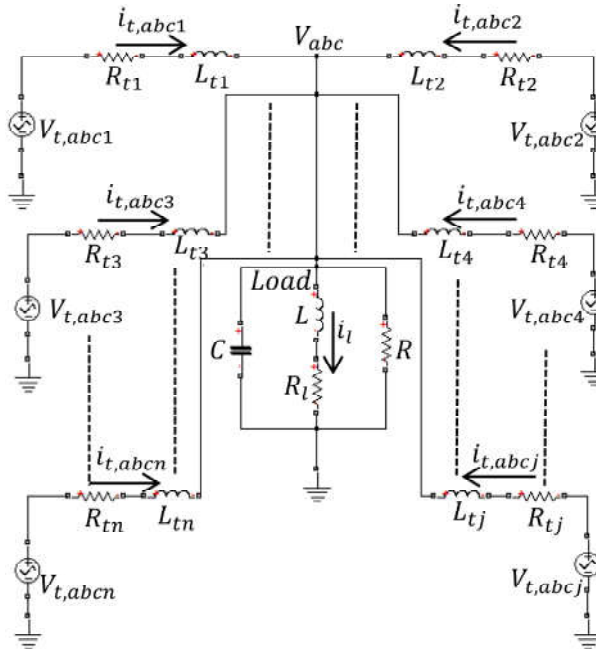 i_{t,abc1} V_{abc} i_{t,abc2}
R_{t1} L_{t1} L_{t2} R_{t2}
V_{t,abc1} V_{t,abc2}
i_{t,abc3} i_{t,abc4}
R_{t3} L_{t3} L_{t4} R_{t4}
V_{t,abc3} Load V_{t,abc4}
L i_l
C R_l R
i_{t,abcn} i_{t,abcj}
R_{tn} L_{tn} L_{tj} R_{tj}
V_{t,abcn} V_{t,abcj}